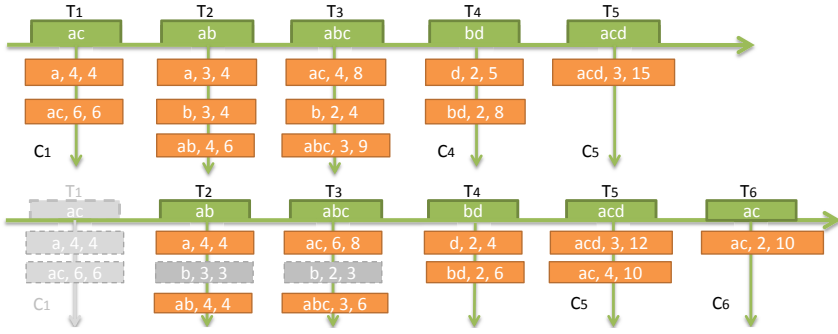 T1 T2 T3 T4 T5
ac ab abc bd acd
a, 4, 4 a, 3, 4 ac, 4, 8 d, 2, 5 acd, 3, 15
ac, 6, 6 b, 3, 4 b, 2, 4 bd, 2, 8
ab, 4, 6 abc, 3, 9
C1 C4 C5
T1 T2 T3 T4 T5 T6
ac ab abc bd acd ac
a, 4, 4 a, 4, 4 ac, 6, 8 d, 2, 4 acd, 3, 12 ac, 2, 10
ac, 6, 6 b, 3, 3 b, 2, 3 bd, 2, 6 ac, 4, 10
C1 ab, 4, 4 abc, 3, 6 C5 C6